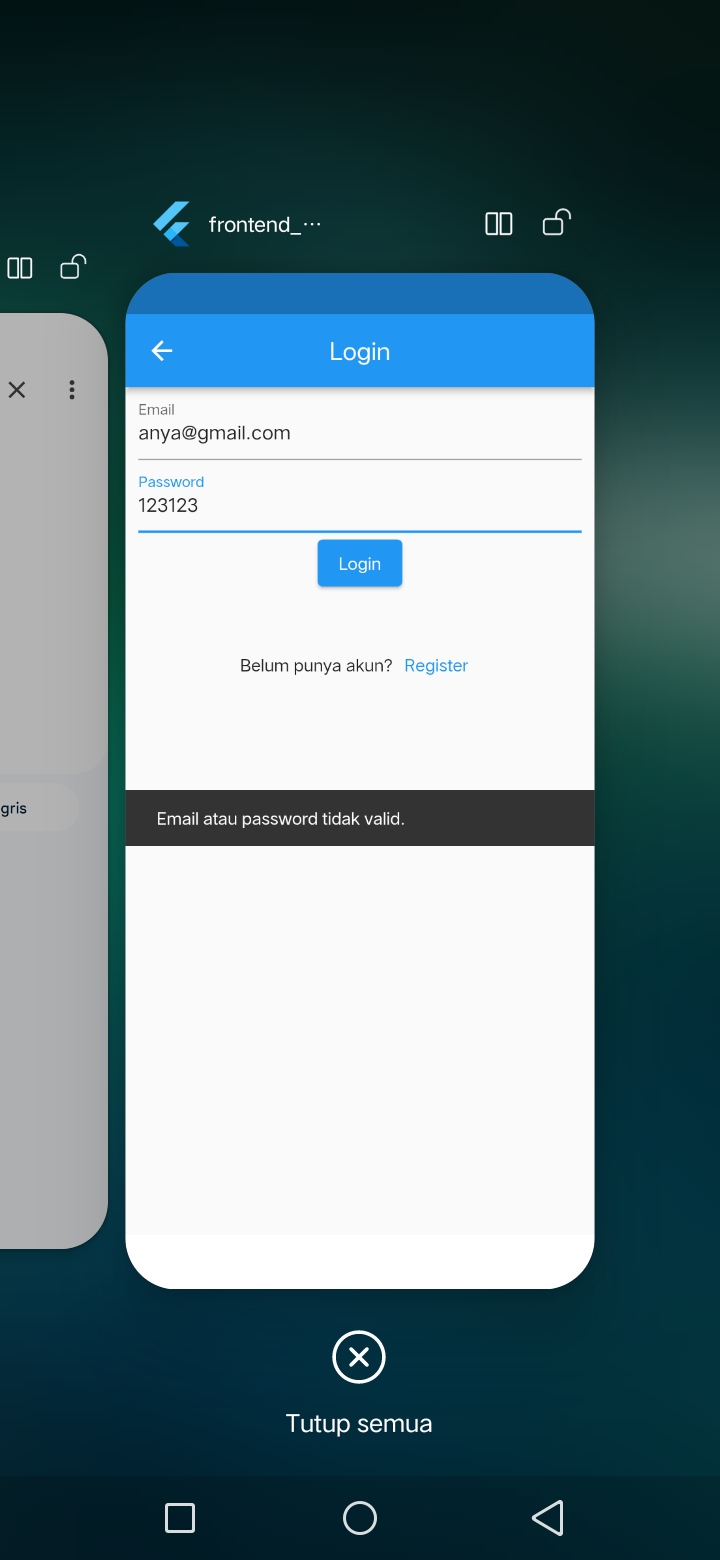 frontend_···
Login
Email
anya@gmail.com
Password
123123
Login
Belum punya akun? Register
gris
Email atau password tidak valid.
Tutup semua